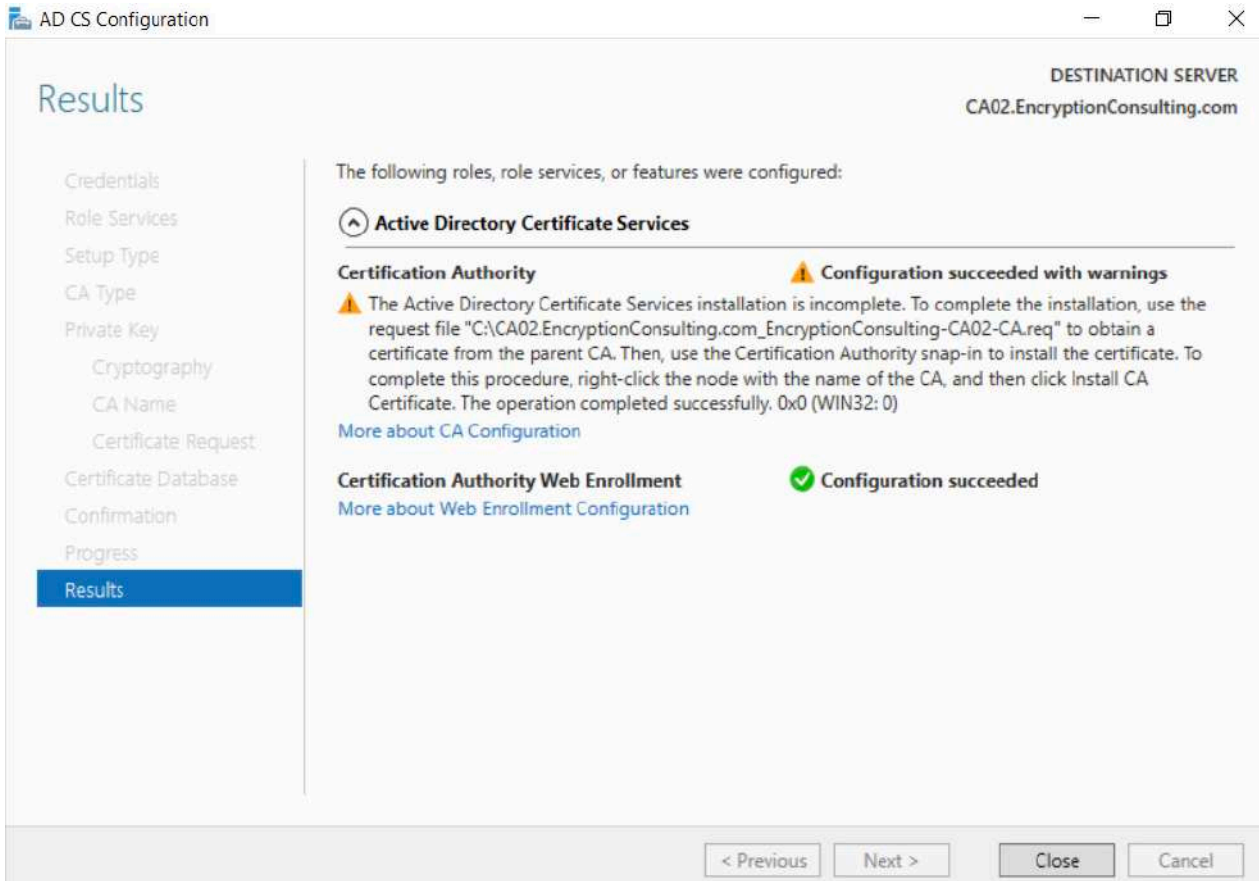 AD CS Configuration
DESTINATION SERVER
CA02.EncryptionConsulting.com
Results
Credentials
Role Services
Setup Type
CA Type
Private Key
Cryptography
CA Name
Certificate Request
Certificate Database
Confirmation
Progress
Results
The following roles, role services, or features were configured:
Active Directory Certificate Services
Certification Authority
Configuration succeeded with warnings
The Active Directory Certificate Services installation is incomplete. To complete the installation, use the
request file "C:\CA02.EncryptionConsulting.com_EncryptionConsulting-CA02-CA.req" to obtain a
certificate from the parent CA. Then, use the Certification Authority snap-in to install the certificate. To
complete this procedure, right-click the node with the name of the CA, and then click Install CA
Certificate. The operation completed successfully. 0x0 (WIN32: 0)
More about CA Configuration
Certification Authority Web Enrollment
Configuration succeeded
More about Web Enrollment Configuration
< Previous
Next >
Close
Cancel